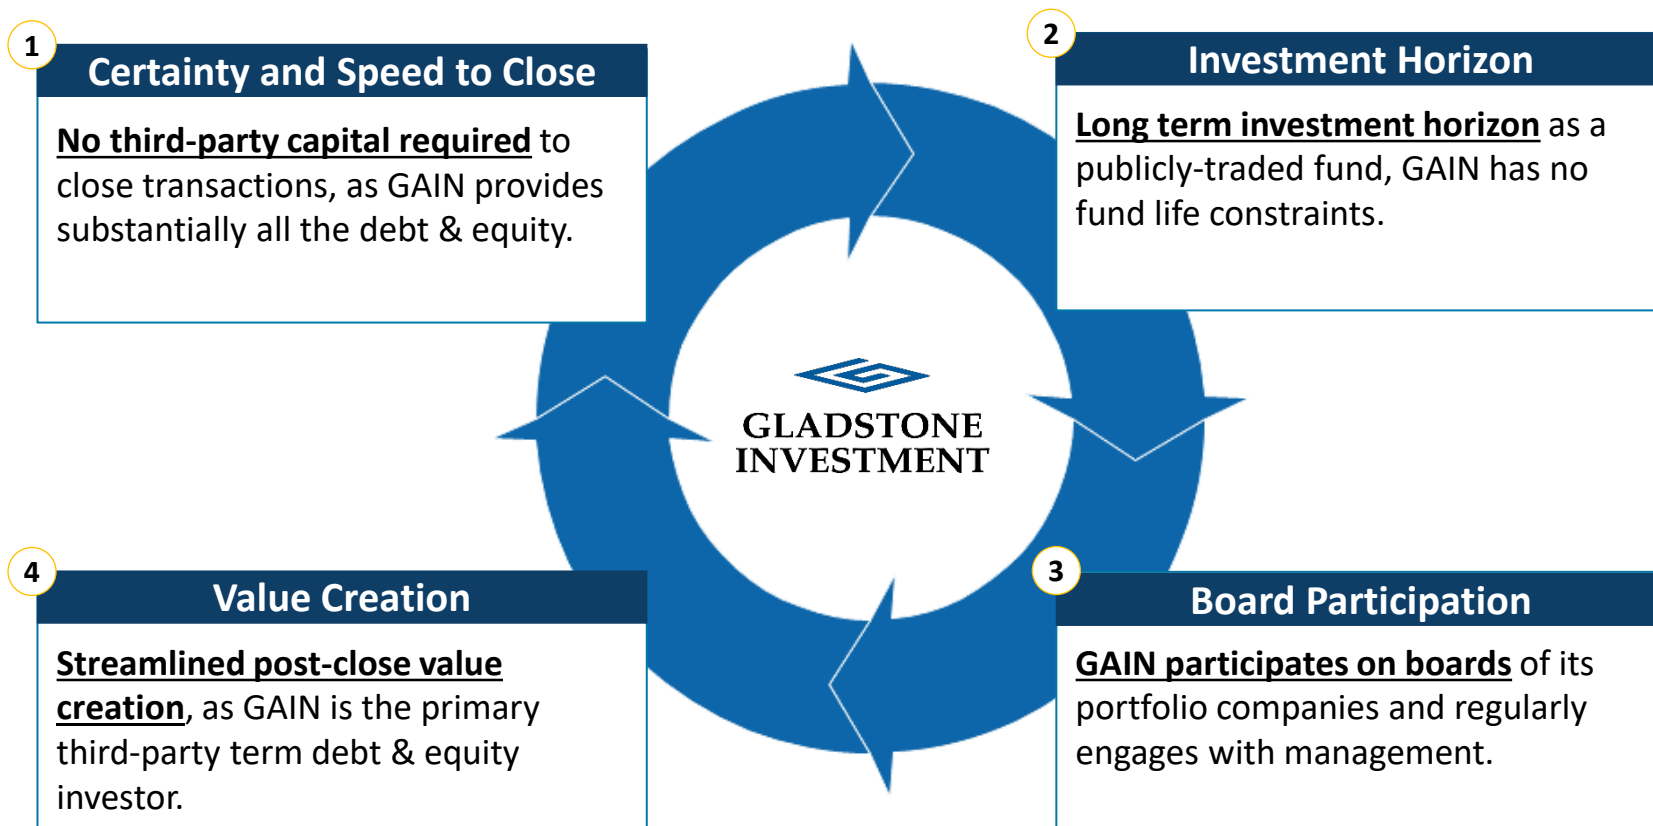 1
Certainty and Speed to Close
No third-party capital required to
close transactions, as GAIN provides
substantially all the debt & equity.
2
Investment Horizon
Long term investment horizon as a
publicly-traded fund, GAIN has no
fund life constraints.
GLADSTONE
INVESTMENT
3
Board Participation
GAIN participates on boards of its
portfolio companies and regularly
engages with management.
4
Value Creation
Streamlined post-close value
creation, as GAIN is the primary
third-party term debt & equity
investor.